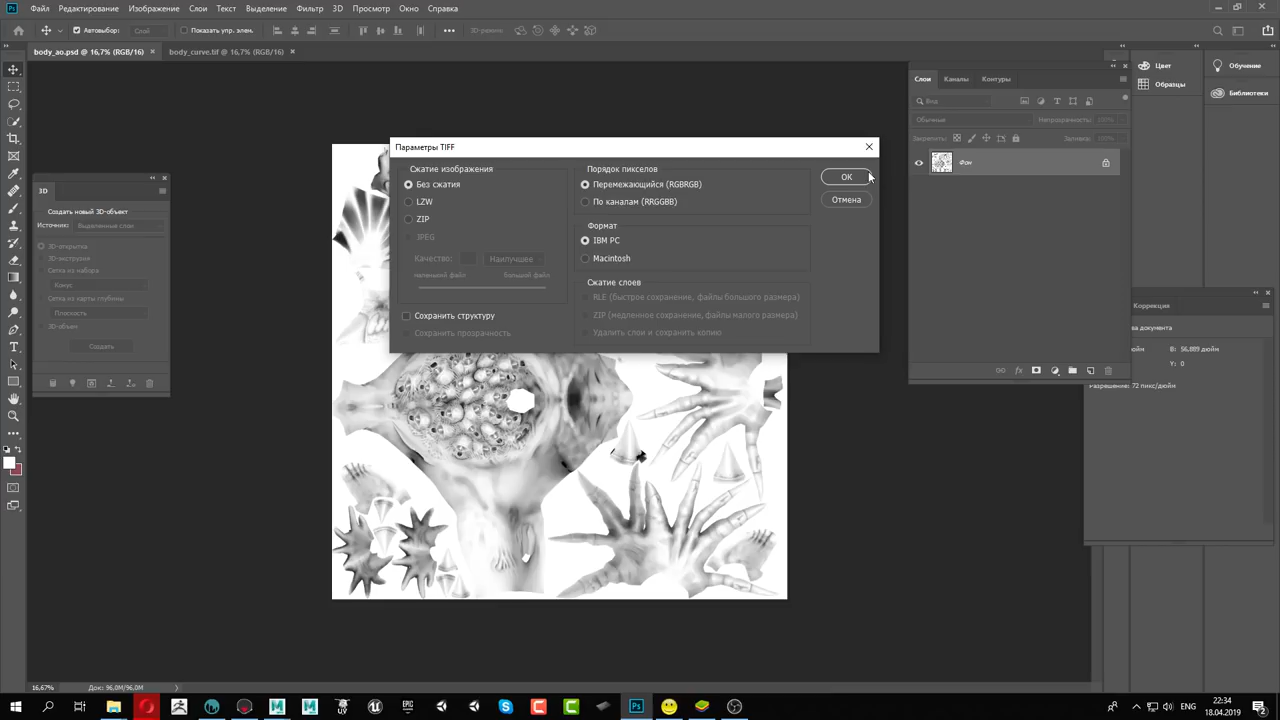 Ps Файл Редактирование Изображение Слои Текст Выделение Фильтр 3D Просмотр Окно Справка
Автовыбор: Слой Показать упр. элем. 3D-режим:
body_ao.psd @ 16,7% (RGB/16) body_curve.tif @ 16,7% (RGB/16)
3D
Создать новый 3D-объект
Источник: Выделенные слои
3D-открытка
3D-экструзия
Сетка из набора
Конус
Сетка из карты глубины
Плоскость
3D-объем
Создать
Параметры TIFF
Сжатие изображения
Без сжатия
LZW
ZIP
JPEG
Качество: Наилучшее
маленький файл большой файл
Сохранить структуру
Сохранить прозрачность
Порядок пикселов
Перемежающийся (RGBRGB)
По каналам (RRGGBB)
Формат
IBM PC
Macintosh
Сжатие слоев
RLE (быстрое сохранение, файлы большого размера)
ZIP (медленное сохранение, файлы малого размера)
Удалить слои и сохранить копию
ОК
Отмена
Слои Каналы Контуры
Вид
Обычные Непрозрачность: 100%
Закрепить: Заливка: 100%
Фон
fx
Цвет
Образцы
Обучение
Библиотеки
Коррекция
ва документа
юйм В: 56,889 дюйм
Y: 0
Разрешение: 72 пикс/дюйм
16,67% Док: 96,0M/96,0M
22:34
18.04.2019